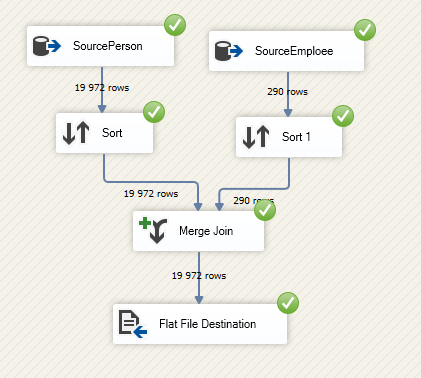 SourcePerson
SourceEmploee
19 972 rows
290 rows
Sort
Sort 1
19 972 rows
290 rows
Merge Join
19 972 rows
Flat File Destination